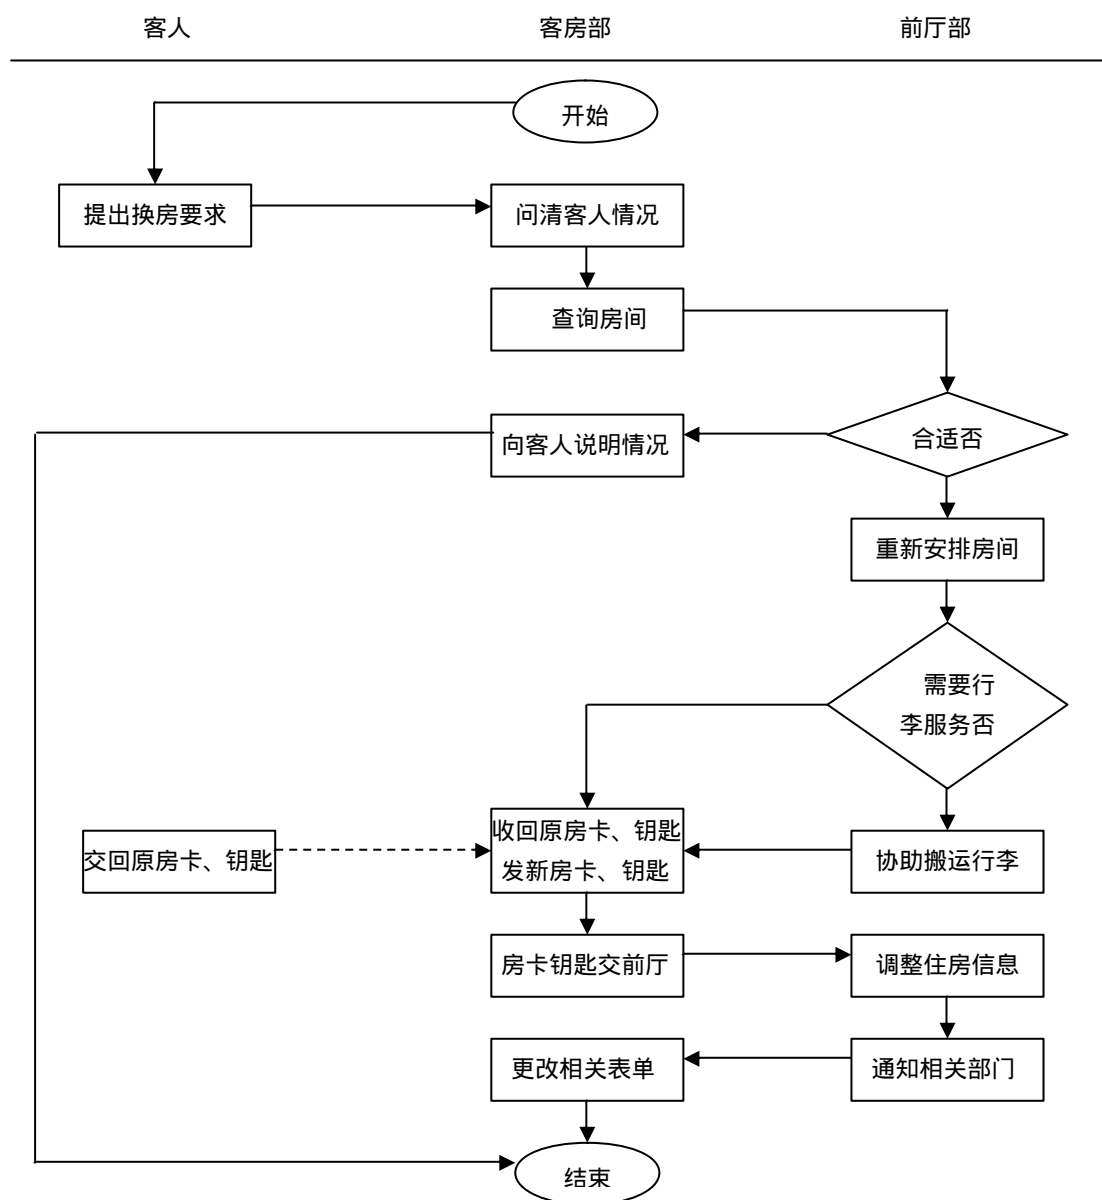 客人
客房部
前厅部
开始
提出换房要求
问清客人情况
查询房间
向客人说明情况
合适否
重新安排房间
需要行
李服务否
交回原房卡、钥匙
收回原房卡、钥匙
发新房卡、钥匙
协助搬运行李
房卡钥匙交前厅
调整住房信息
更改相关表单
通知相关部门
结束